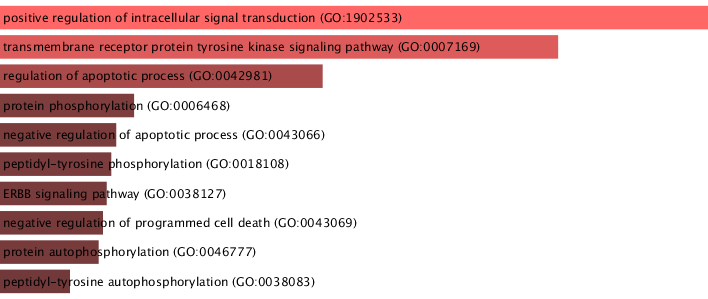 positive regulation of intracellular signal transduction (GO:1902533)
transmembrane receptor protein tyrosine kinase signaling pathway (GO:0007169)
regulation of apoptotic process (GO:0042981)
protein phosphorylation (GO:0006468)
negative regulation of apoptotic process (GO:0043066)
peptidyl-tyrosine phosphorylation (GO:0018108)
ERBB signaling pathway (GO:0038127)
negative regulation of programmed cell death (GO:0043069)
protein autophosphorylation (GO:0046777)
peptidyl-tyrosine autophosphorylation (GO:0038083)